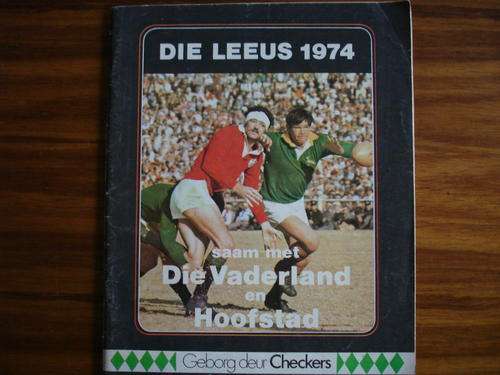 DIE LEEUS 1974
saam met
Die Vaderland
en
Hoofstad
Geborg deur Checkers